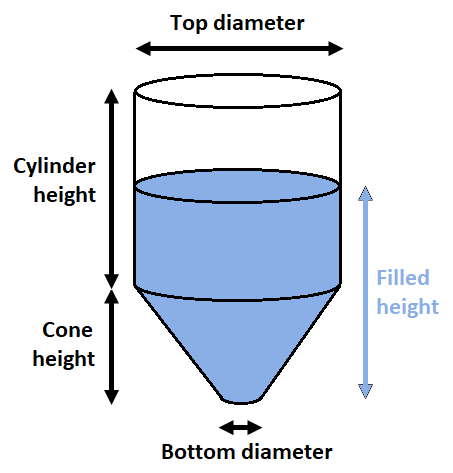 Top diameter
Cylinder
height
Filled
height
Cone
height
Bottom diameter